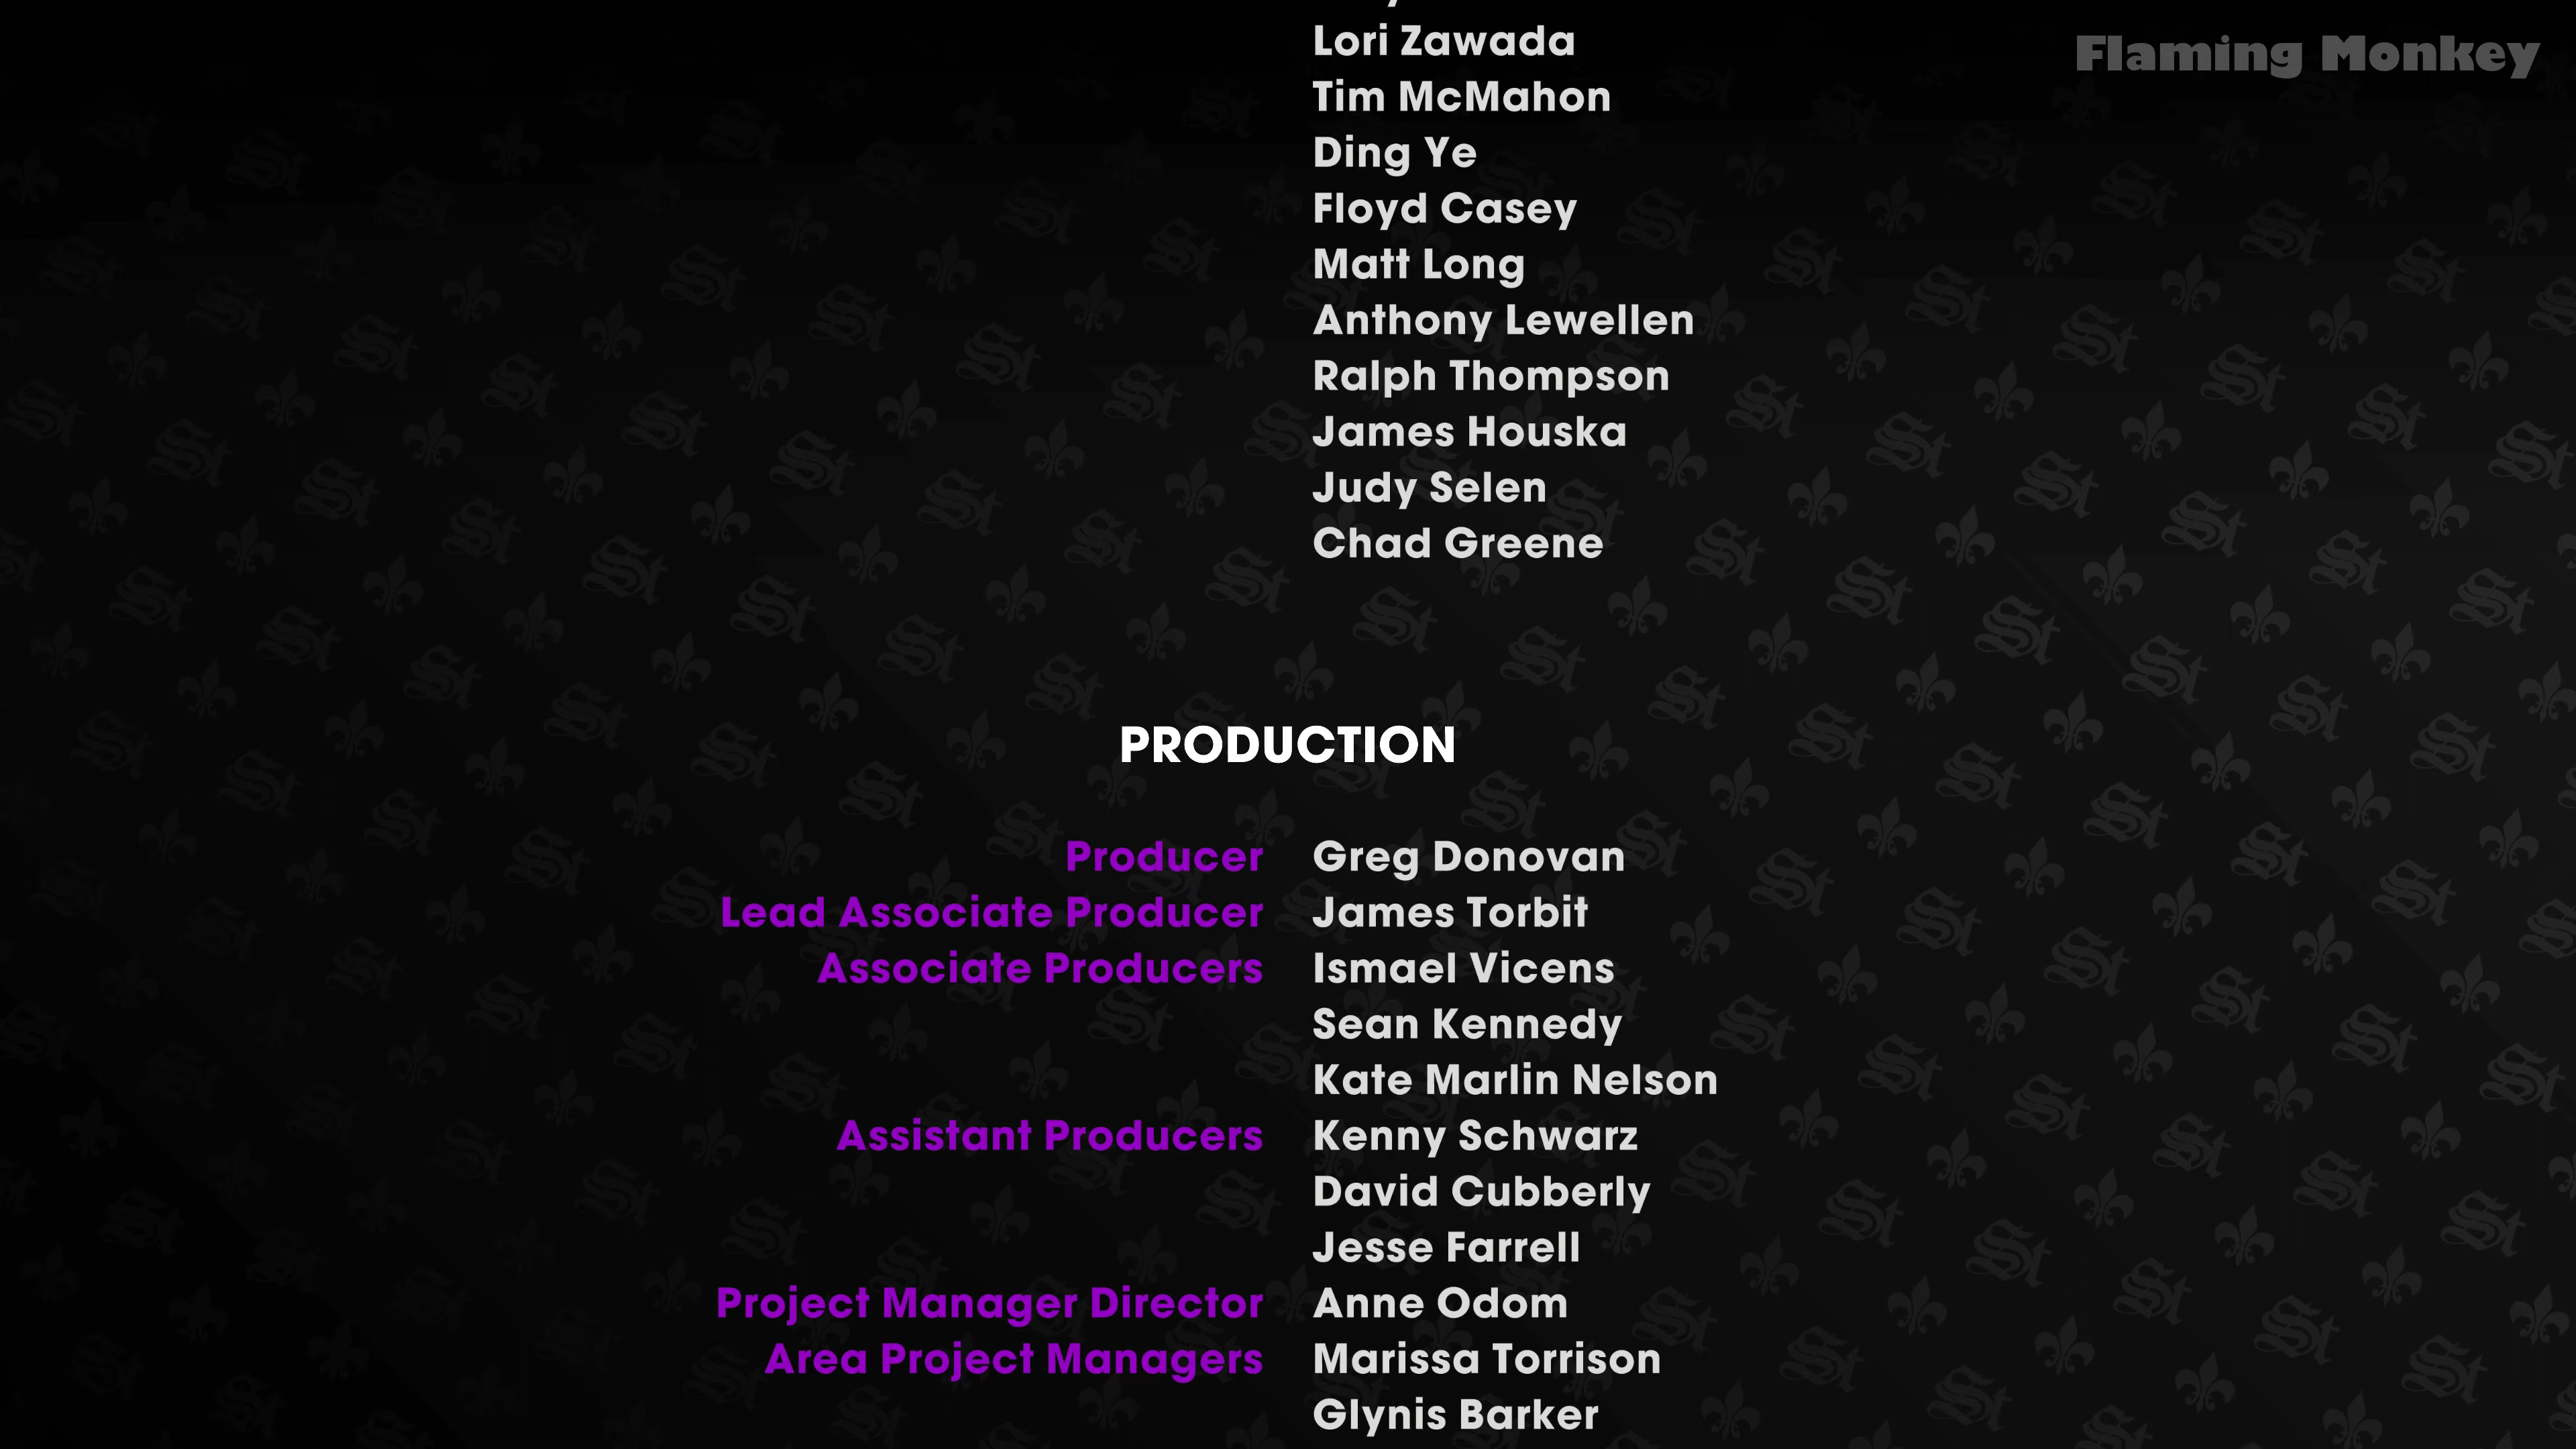 Flaming Monkey
Lori Zawada
Tim McMahon
Ding Ye
Floyd Casey
Matt Long
Anthony Lewellen
Ralph Thompson
James Houska
Judy Selen
Chad Greene
PRODUCTION
Producer Greg Donovan
Lead Associate Producer James Torbit
Associate Producers Ismael Vicens
Sean Kennedy
Kate Marlin Nelson
Assistant Producers Kenny Schwarz
David Cubberly
Jesse Farrell
Project Manager Director Anne Odom
Area Project Managers Marissa Torrison
Glynis Barker